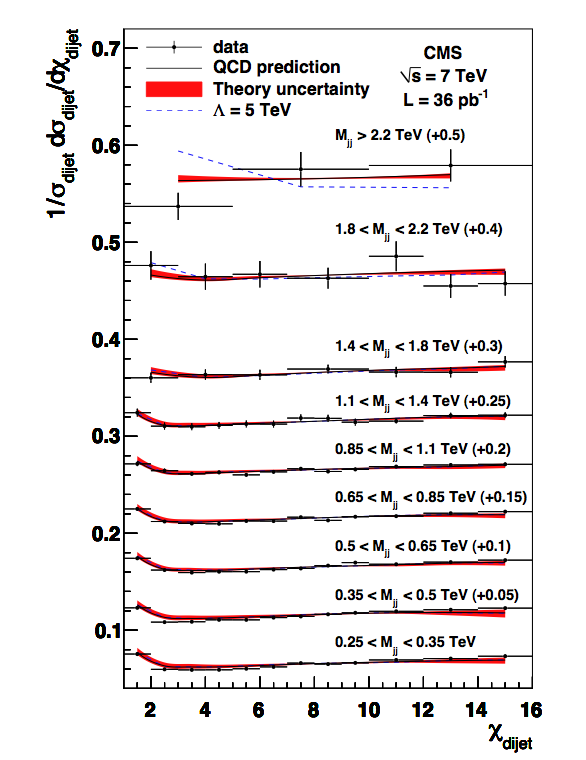 1/σdijet dσdijet/dχdijet
0.7
0.6
0.5
0.4
0.3
0.2
0.1
data
QCD prediction
Theory uncertainty
Λ = 5 TeV
CMS
√s = 7 TeV
L = 36 pb-1
Mjj > 2.2 TeV (+0.5)
1.8 < Mjj < 2.2 TeV (+0.4)
1.4 < Mjj < 1.8 TeV (+0.3)
1.1 < Mjj < 1.4 TeV (+0.25)
0.85 < Mjj < 1.1 TeV (+0.2)
0.65 < Mjj < 0.85 TeV (+0.15)
0.5 < Mjj < 0.65 TeV (+0.1)
0.35 < Mjj < 0.5 TeV (+0.05)
0.25 < Mjj < 0.35 TeV
2 4 6 8 10 12 14 16
χdijet